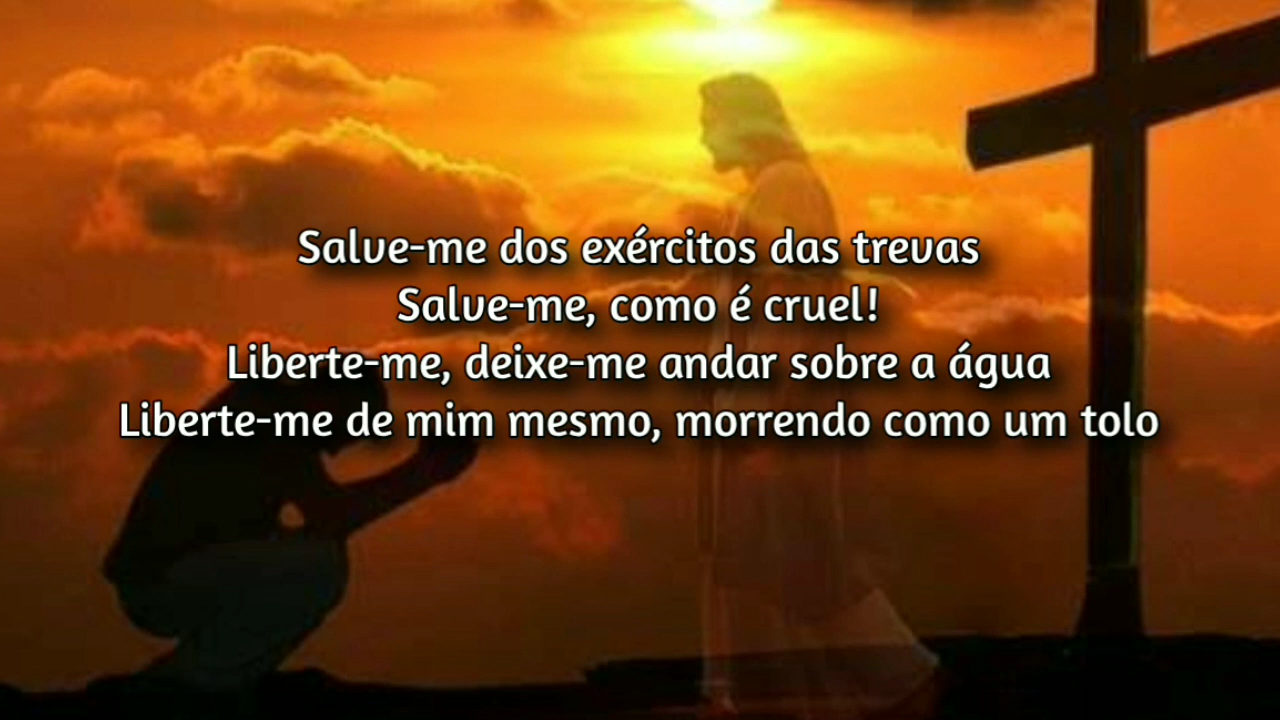 Salve-me dos exércitos das trevas
Salve-me, como é cruel!
Liberte-me, deixe-me andar sobre a água
Liberte-me de mim mesmo, morrendo como um tolo